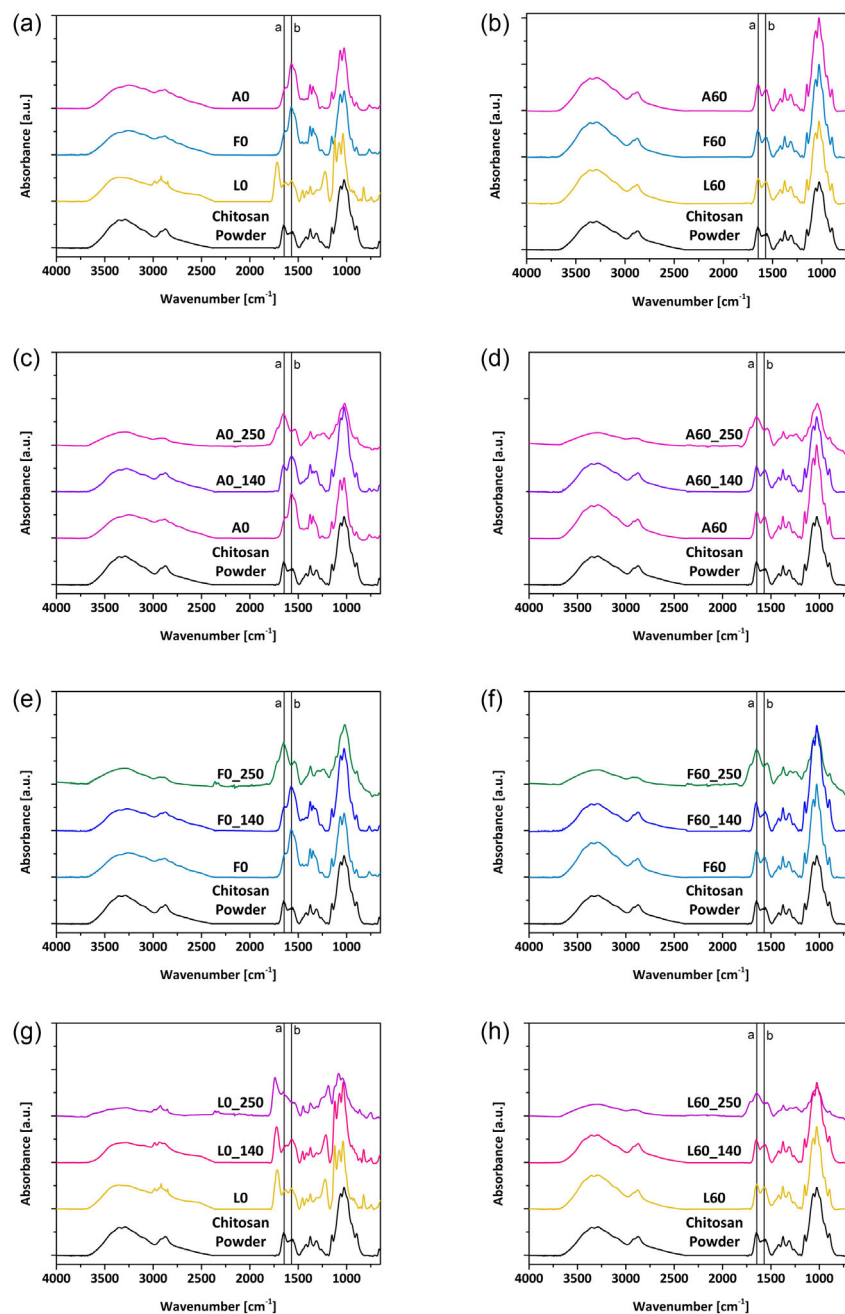 (a)
a
b
A0
F0
L0
Chitosan
Powder
Absorbance [a.u.]
4000 3500 3000 2500 2000 1500 1000
Wavenumber [cm⁻¹]
(b)
a
b
A60
F60
L60
Chitosan
Powder
Absorbance [a.u.]
4000 3500 3000 2500 2000 1500 1000
Wavenumber [cm⁻¹]
(c)
a
b
A0_250
A0_140
A0
Chitosan
Powder
Absorbance [a.u.]
4000 3500 3000 2500 2000 1500 1000
Wavenumber [cm⁻¹]
(d)
a
b
A60_250
A60_140
A60
Chitosan
Powder
Absorbance [a.u.]
4000 3500 3000 2500 2000 1500 1000
Wavenumber [cm⁻¹]
(e)
a
b
F0_250
F0_140
F0
Chitosan
Powder
Absorbance [a.u.]
4000 3500 3000 2500 2000 1500 1000
Wavenumber [cm⁻¹]
(f)
a
b
F60_250
F60_140
F60
Chitosan
Powder
Absorbance [a.u.]
4000 3500 3000 2500 2000 1500 1000
Wavenumber [cm⁻¹]
(g)
a
b
L0_250
L0_140
L0
Chitosan
Powder
Absorbance [a.u.]
4000 3500 3000 2500 2000 1500 1000
Wavenumber [cm⁻¹]
(h)
a
b
L60_250
L60_140
L60
Chitosan
Powder
Absorbance [a.u.]
4000 3500 3000 2500 2000 1500 1000
Wavenumber [cm⁻¹]